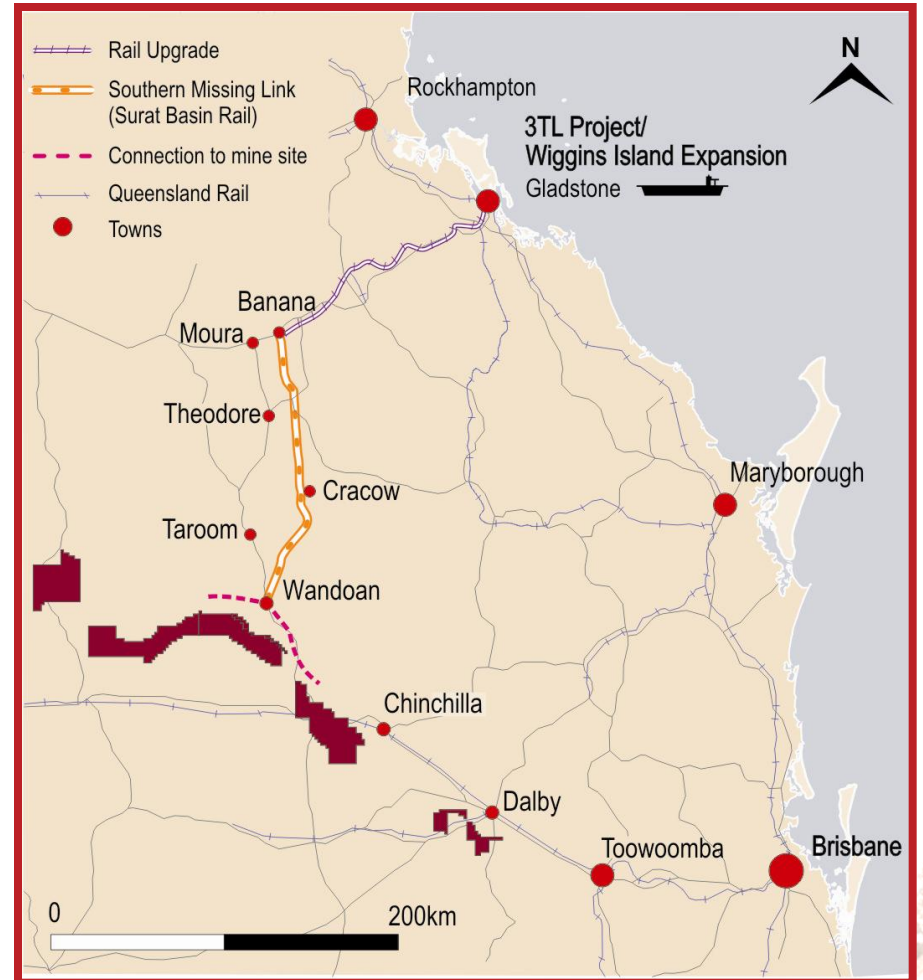 Rail Upgrade
Southern Missing Link
(Surat Basin Rail)
Connection to mine site
Queensland Rail
Towns
N
Rockhampton
3TL Project/
Wiggins Island Expansion
Gladstone
Banana
Moura
Theodore
Cracow
Maryborough
Taroom
Wandoan
Chinchilla
Dalby
Toowoomba
Brisbane
0
200km